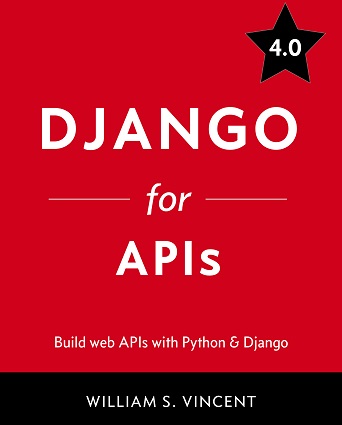 4.0
DJANGO
for
APIs
Build web APIs with Python & Django
WILLIAM S. VINCENT